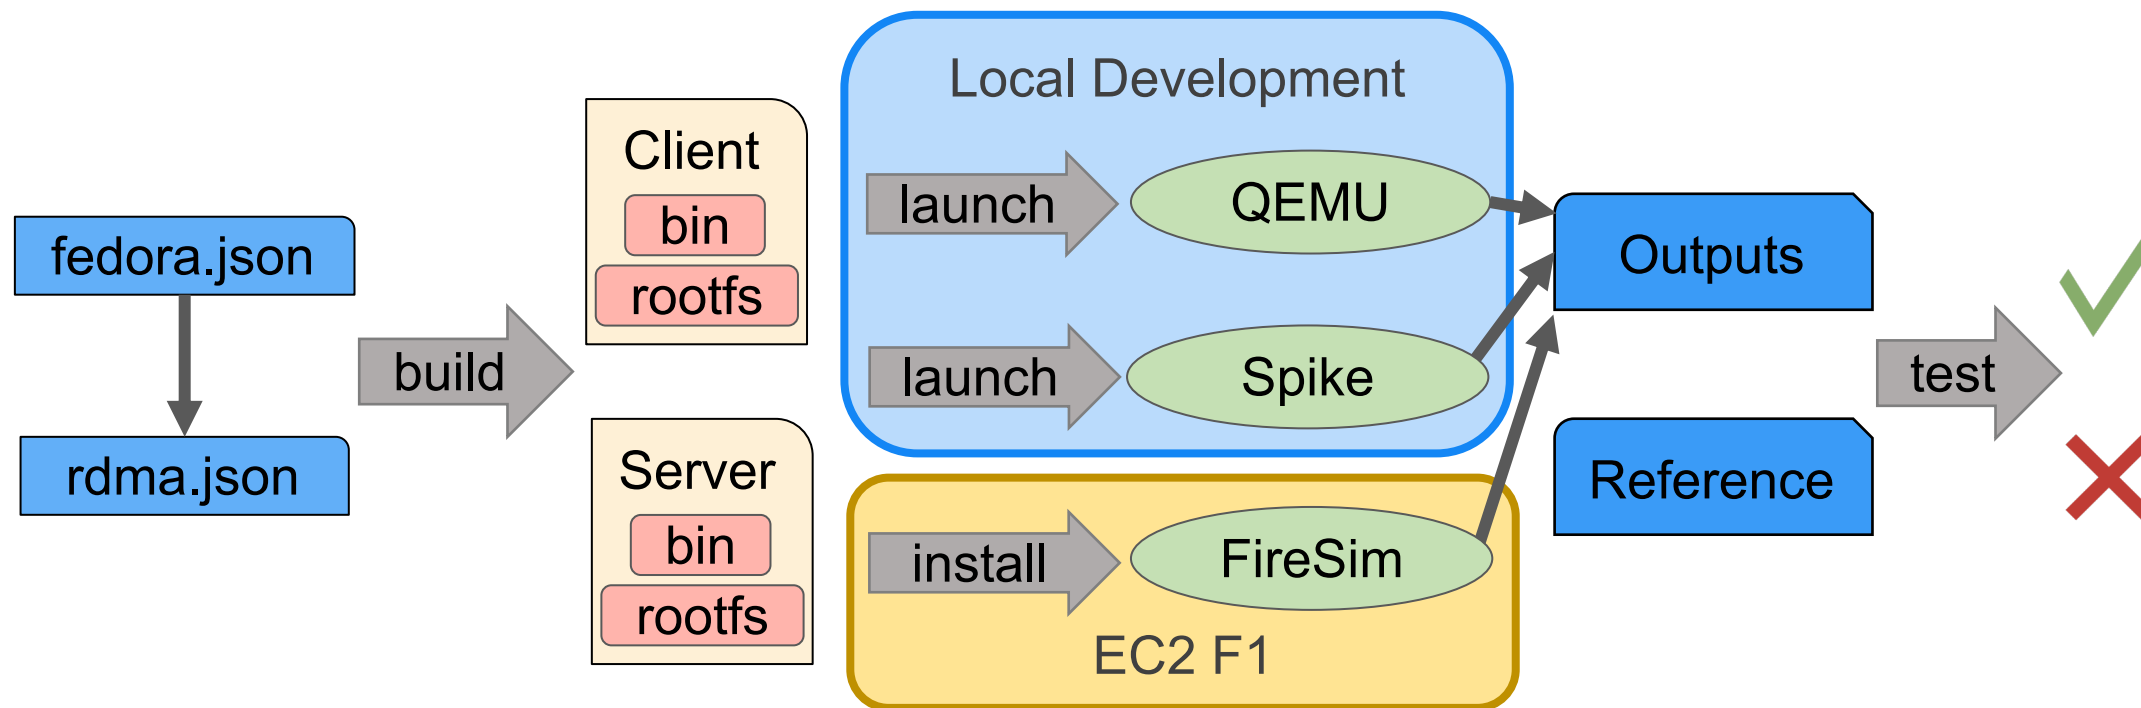 fedora.json
rdma.json
build
Client
bin
rootfs
Server
bin
rootfs
Local Development
launch
QEMU
launch
Spike
install
FireSim
EC2 F1
Outputs
Reference
test